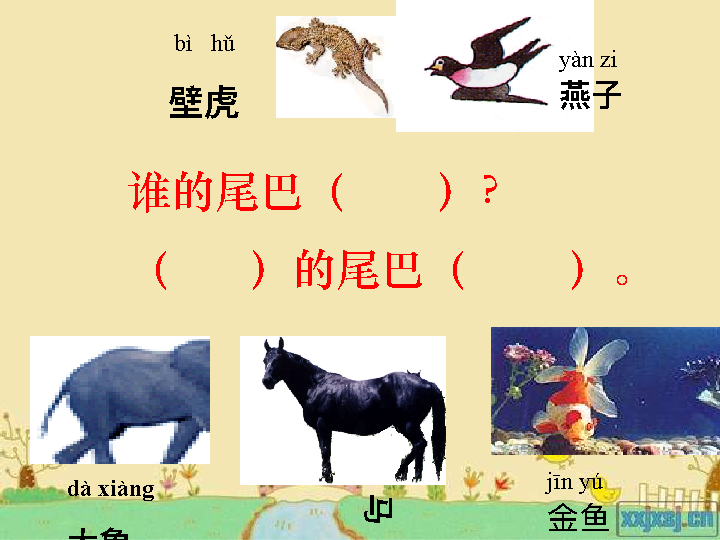 bì hǔ
壁虎
yàn zi
燕子
谁的尾巴（ ）?
（ ）的尾巴（ ）。
dà xiàng
大象
马
jīn yú
金鱼
xxjxsj.cn